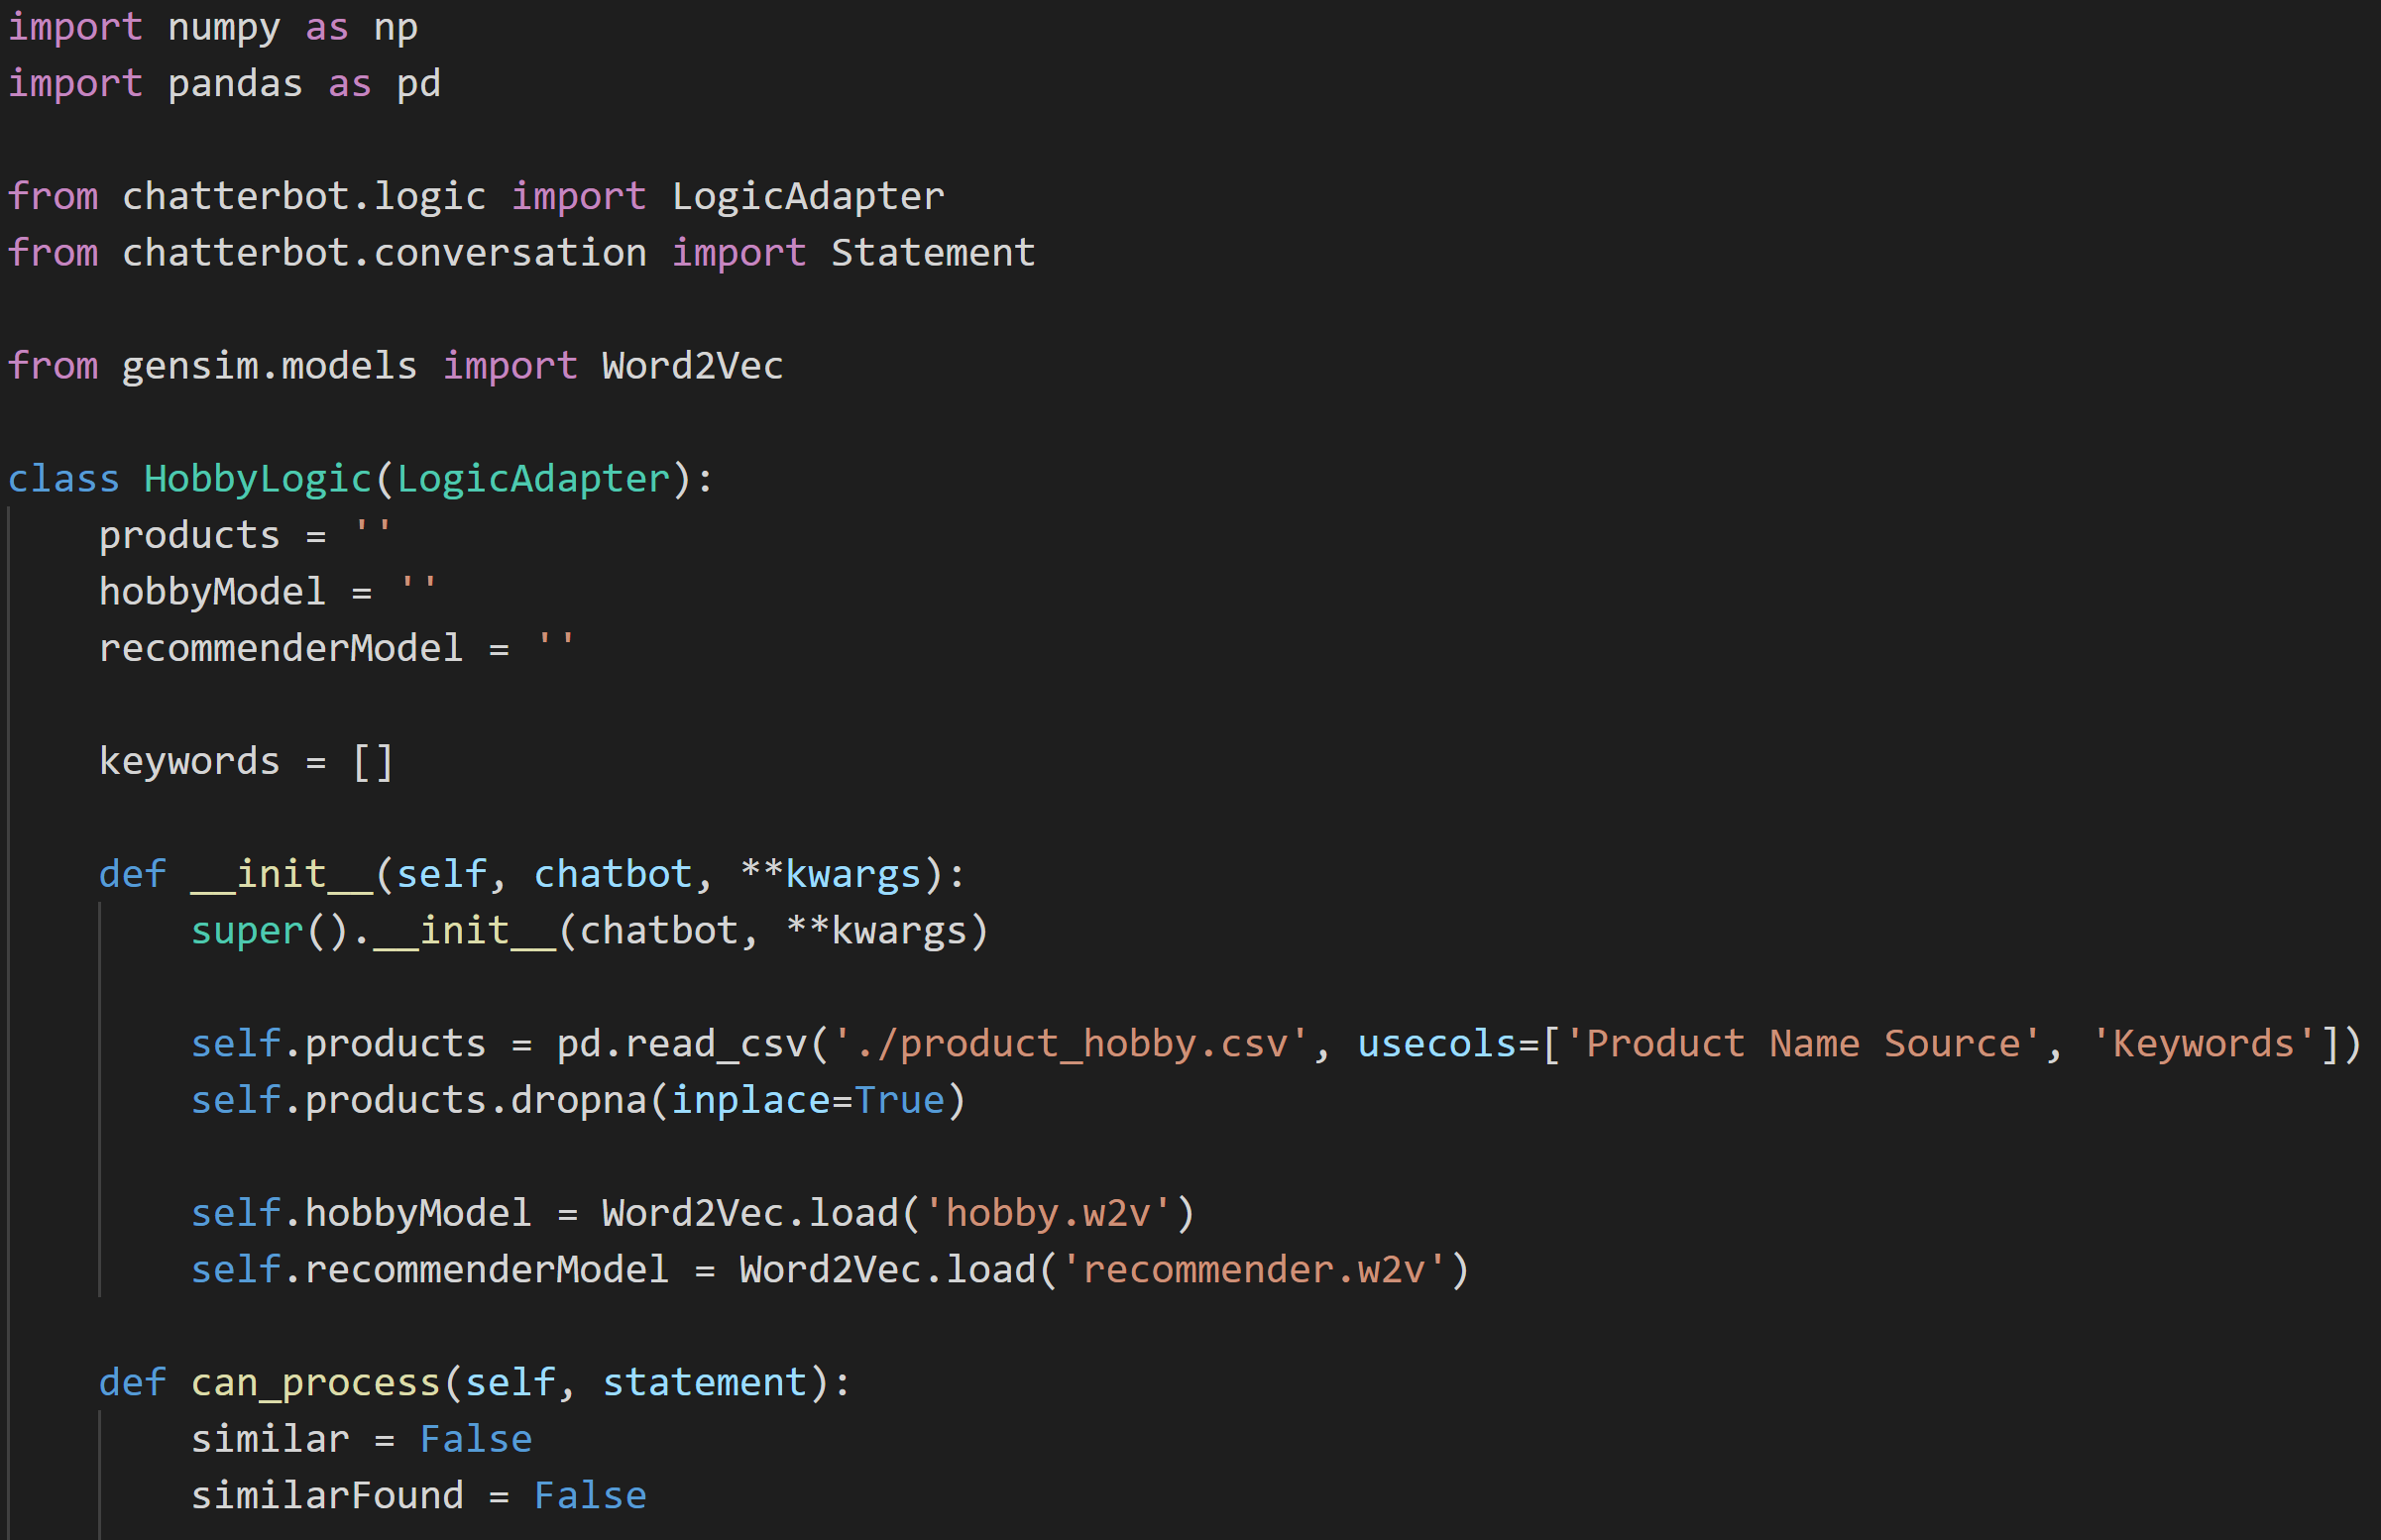 import numpy as np
import pandas as pd

from chatterbot.logic import LogicAdapter
from chatterbot.conversation import Statement

from gensim.models import Word2Vec

class HobbyLogic(LogicAdapter):
    products = ''
    hobbyModel = ''
    recommenderModel = ''

    keywords = []

    def __init__(self, chatbot, **kwargs):
        super().__init__(chatbot, **kwargs)

        self.products = pd.read_csv('./product_hobby.csv', usecols=['Product Name Source', 'Keywords'])
        self.products.dropna(inplace=True)

        self.hobbyModel = Word2Vec.load('hobby.w2v')
        self.recommenderModel = Word2Vec.load('recommender.w2v')

    def can_process(self, statement):
        similar = False
        similarFound = False